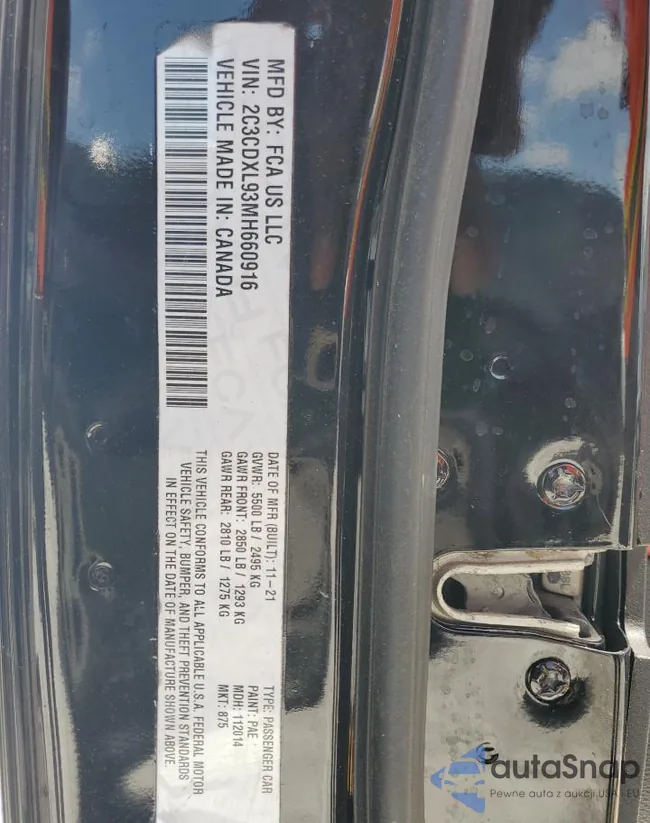 MFD BY: FCA US LLC
VIN: 2C3CDXL93MH660916
VEHICLE MADE IN: CANADA
DATE OF MFR (BUILT): 11-21
GVWR: 5500 LB / 2495 KG
GAWR FRONT: 2850 LB / 1293 KG
GAWR REAR: 2810 LB / 1275 KG
TYPE: PASSENGER CAR
PAINT: PAE
MDH: 112014
MKT: 875
THIS VEHICLE CONFORMS TO ALL APPLICABLE U.S.A. FEDERAL MOTOR
VEHICLE SAFETY, BUMPER, AND THEFT PREVENTION STANDARDS
IN EFFECT ON THE DATE OF MANUFACTURE SHOWN ABOVE.
autaSnap
Pewne auta z aukcji USA i EU